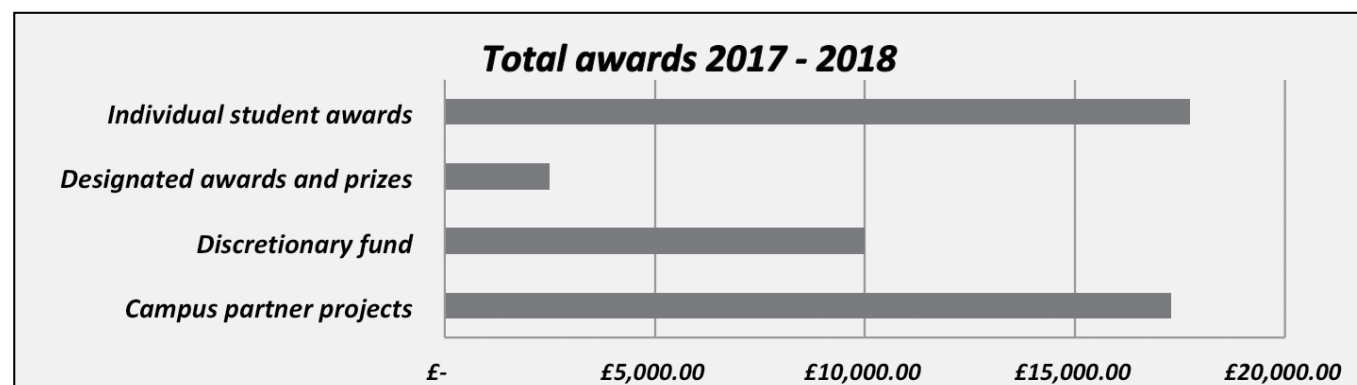 Total awards 2017 - 2018
Individual student awards
Designated awards and prizes
Discretionary fund
Campus partner projects
£- £5,000.00 £10,000.00 £15,000.00 £20,000.00